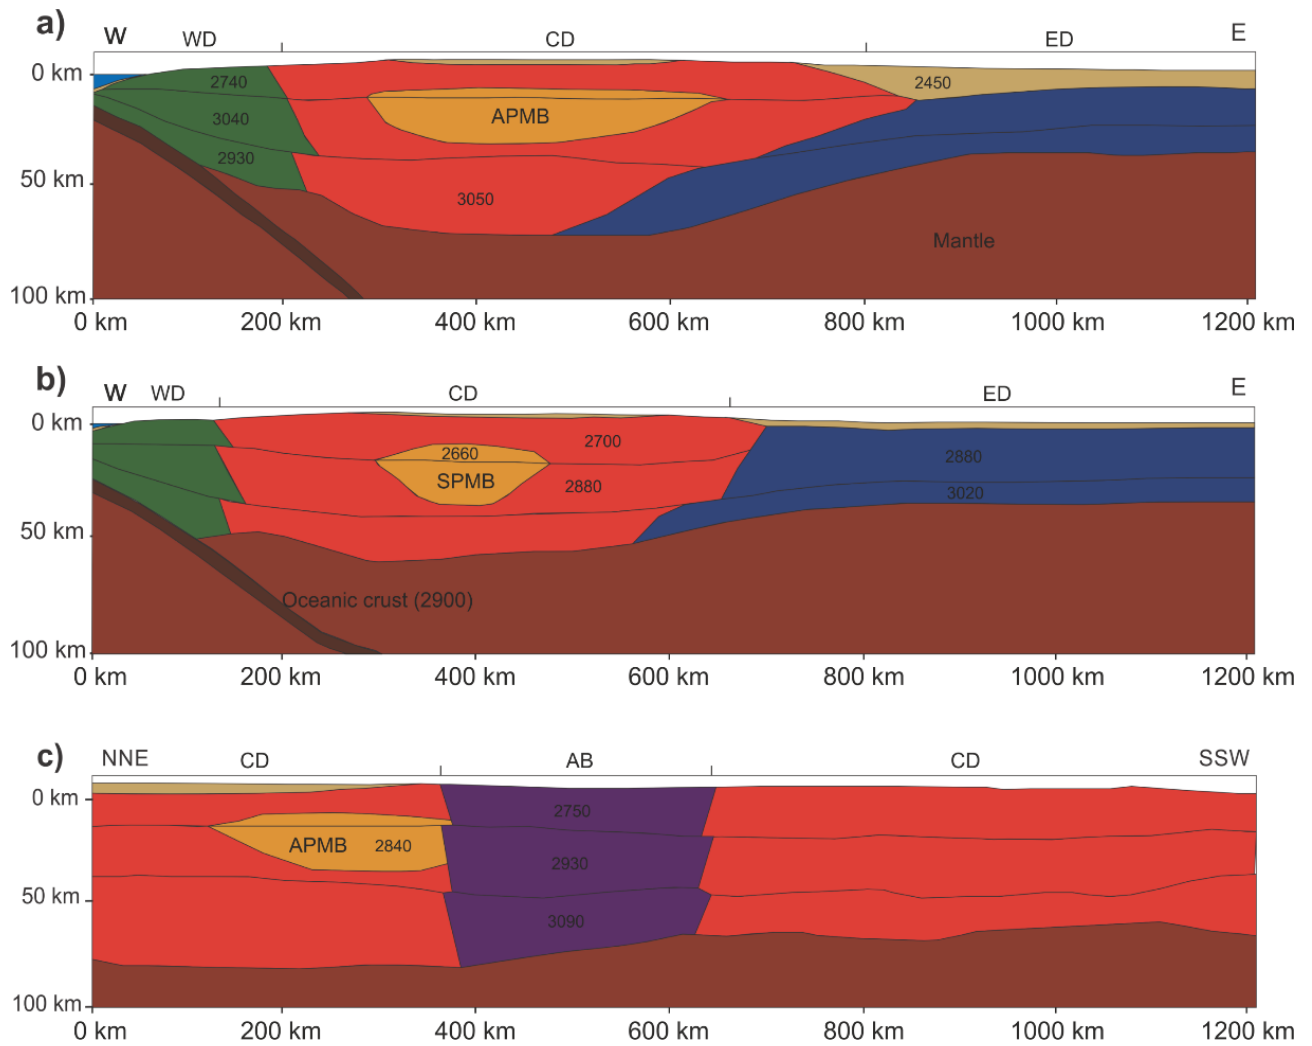 a)
W WD CD ED E
0 km
2740 2450
APMB
3040
2930
50 km
3050
Mantle
100 km
0 km 200 km 400 km 600 km 800 km 1000 km 1200 km
b)
W WD CD ED E
0 km
2700
2660 2880
SPMB 2880
3020
50 km
Oceanic crust (2900)
100 km
0 km 200 km 400 km 600 km 800 km 1000 km 1200 km
c)
NNE CD AB CD SSW
0 km
2750
APMB 2840
2930
50 km
3090
100 km
0 km 200 km 400 km 600 km 800 km 1000 km 1200 km